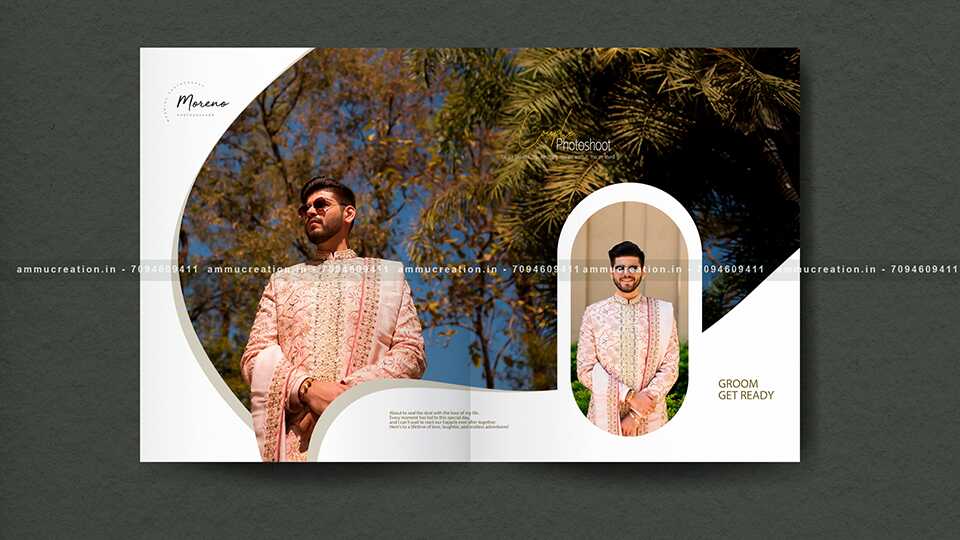 Moreno
PHOTOGRAPHER
Photoshoot
ammucreation.in - 7094609411 ammucreation.in - 7094609411 ammucreation.in - 7094609411 ammucreation.in - 7094609411 ammucreation.in - 7094609411
GROOM
GET READY
About to seal the deal with the love of my life.
Every moment has led to this special day,
and I can't wait to start our happily ever after together.
Here's to a lifetime of love, laughter, and endless adventures!